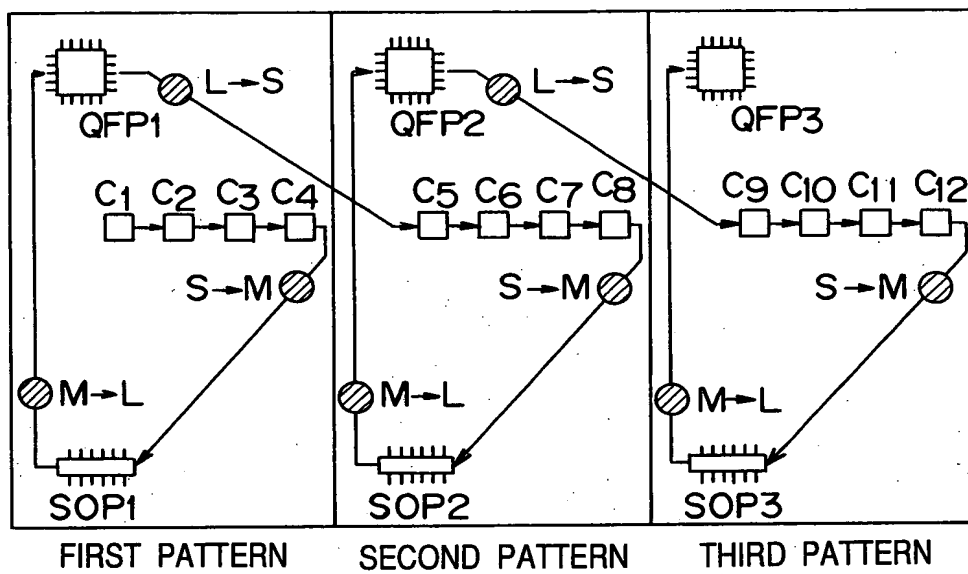 L→S L→S
QFP1 QFP2 QFP3
C1 C2 C3 C4 C5 C6 C7 C8 C9 C10 C11 C12
S→M S→M S→M
M→L M→L M→L
SOP1 SOP2 SOP3
FIRST PATTERN SECOND PATTERN THIRD PATTERN